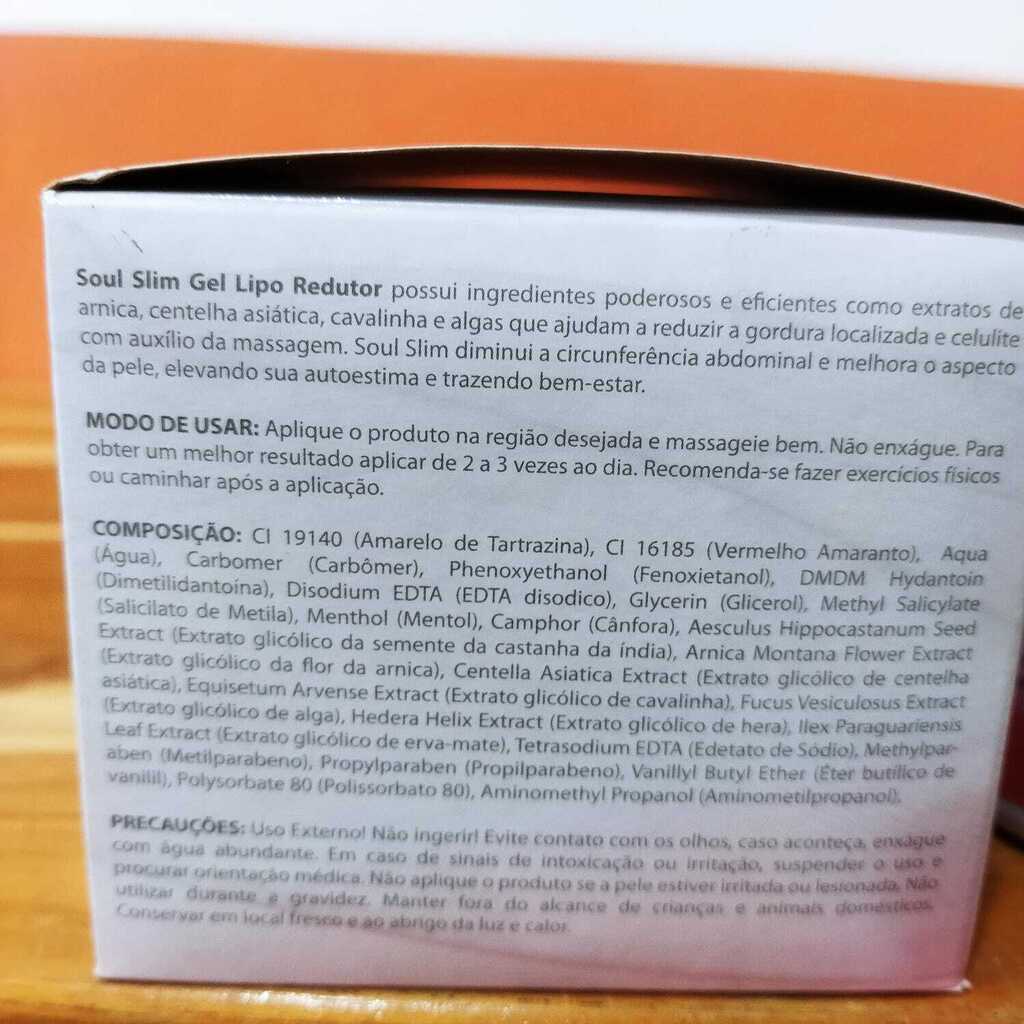 Soul Slim Gel Lipo Redutor possui ingredientes poderosos e eficientes como extratos de
arnica, centelha asiática, cavalinha e algas que ajudam a reduzir a gordura localizada e celulite
com auxílio da massagem. Soul Slim diminui a circunferência abdominal e melhora o aspecto
da pele, elevando sua autoestima e trazendo bem-estar.
MODO DE USAR: Aplique o produto na região desejada e massageie bem. Não enxágue. Para
obter um melhor resultado aplicar de 2 a 3 vezes ao dia. Recomenda-se fazer exercícios físicos
ou caminhar após a aplicação.
COMPOSIÇÃO: CI 19140 (Amarelo de Tartrazina), CI 16185 (Vermelho Amaranto), Aqua
(Água), Carbomer (Carbômer), Phenoxyethanol (Fenoxietanol), DMDM Hydantoin
(Dimetilidantoína), Disodium EDTA (EDTA disodico), Glycerin (Glicerol), Methyl Salicylate
(Salicilato de Metila), Menthol (Mentol), Camphor (Cânfora), Aesculus Hippocastanum Seed
Extract (Extrato glicólico da semente da castanha da índia), Arnica Montana Flower Extract
(Extrato glicólico da flor da arnica), Centella Asiatica Extract (Extrato glicólico de centelha
asiática), Equisetum Arvense Extract (Extrato glicólico de cavalinha), Fucus Vesiculosus Extract
(Extrato glicólico de alga), Hedera Helix Extract (Extrato glicólico de hera), Ilex Paraguariensis
Leaf Extract (Extrato glicólico de erva-mate), Tetrasodium EDTA (Edetato de Sódio), Methylpar-
aben (Metilparabeno), Propylparaben (Propilparabeno), Vanillyl Butyl Ether (Éter butílico de
vanilil), Polysorbate 80 (Polissorbato 80), Aminomethyl Propanol (Aminometilpropanol).
PRECAUÇÕES: Uso Externo! Não ingerir! Evite contato com os olhos, caso aconteça, enxágue
com água abundante. Em caso de sinais de intoxicação ou irritação, suspender o uso e
procurar orientação médica. Não aplique o produto se a pele estiver irritada ou lesionada. Não
utilizar durante a gravidez. Manter fora do alcance de crianças e animais domésticos.
Conservar em local fresco e ao abrigo da luz e calor.